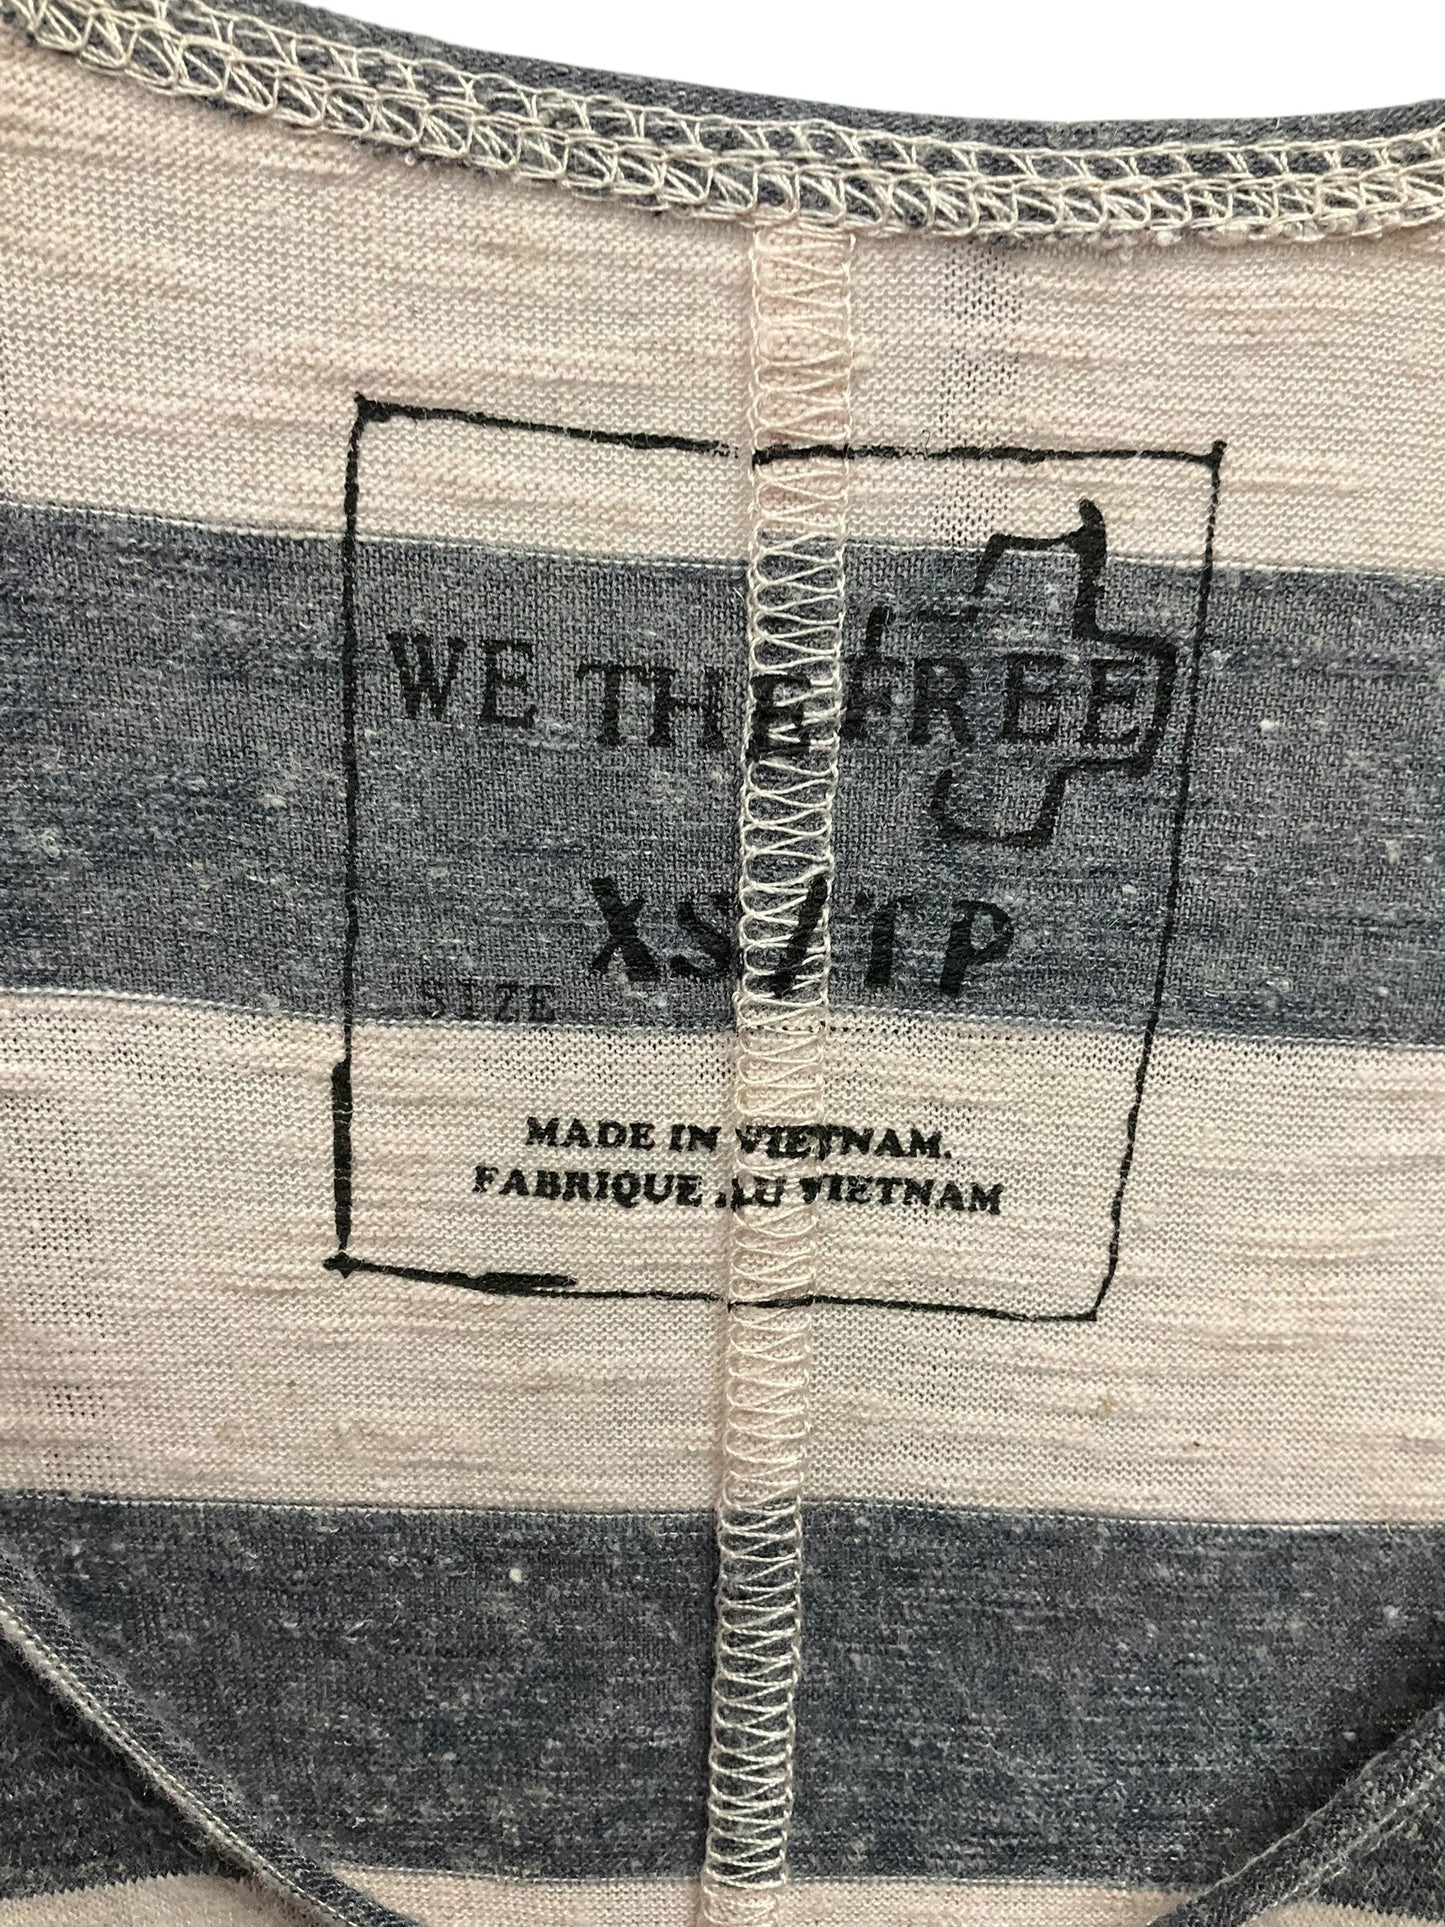 WE THE FREE
XS/TP
SIZE
MADE IN VIETNAM.
FABRIQUE AU VIETNAM